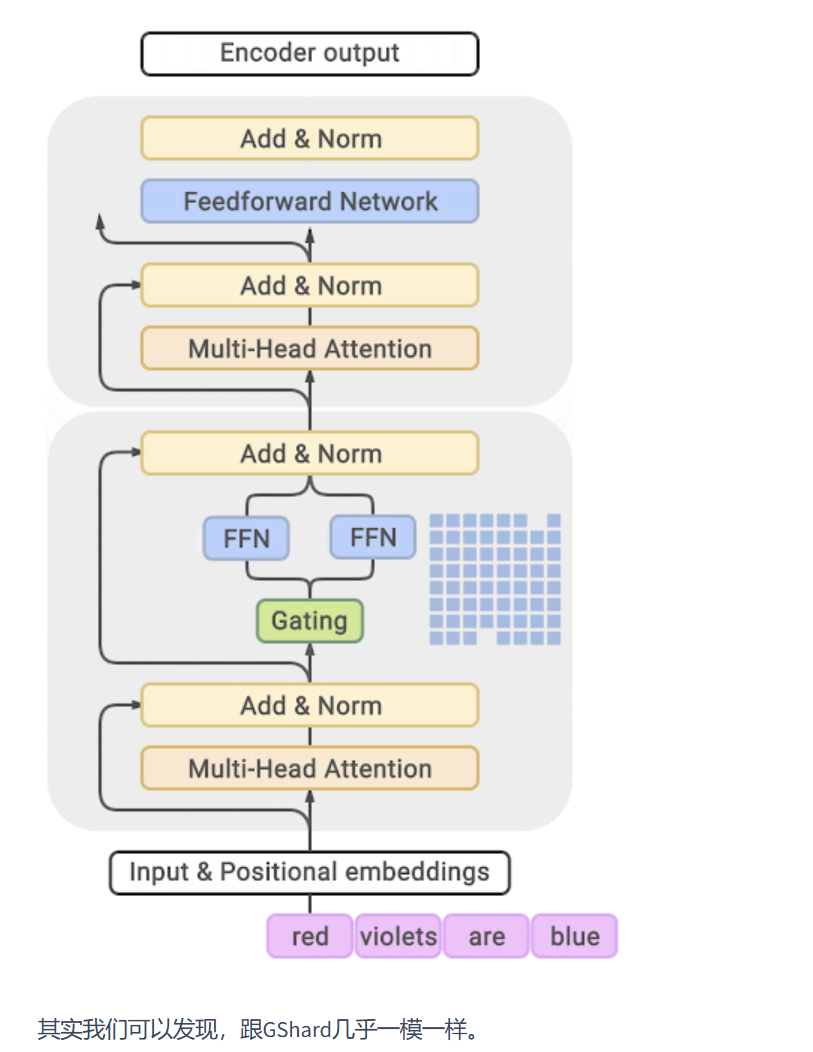 Encoder output
Add & Norm
Feedforward Network
Add & Norm
Multi-Head Attention
Add & Norm
FFN FFN
Gating
Add & Norm
Multi-Head Attention
Input & Positional embeddings
red violets are blue
其实我们可以发现，跟GShard几乎一模一样。